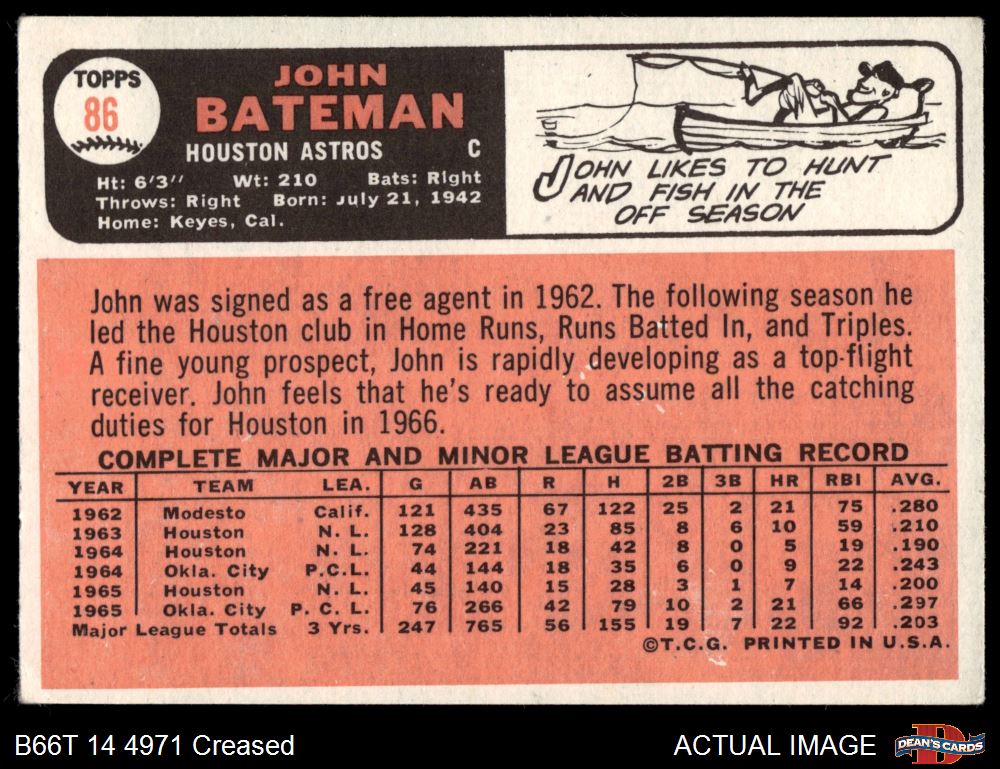 TOPPS
86
JOHN
BATEMAN
HOUSTON ASTROS C
Ht: 6'3" Wt: 210 Bats: Right
Throws: Right Born: July 21, 1942
Home: Keyes, Cal.
JOHN LIKES TO HUNT
AND FISH IN THE
OFF SEASON
John was signed as a free agent in 1962. The following season he
led the Houston club in Home Runs, Runs Batted In, and Triples.
A fine young prospect, John is rapidly developing as a top-flight
receiver. John feels that he's ready to assume all the catching
duties for Houston in 1966.
COMPLETE MAJOR AND MINOR LEAGUE BATTING RECORD
YEAR TEAM LEA. G AB R H 2B 3B HR RBI AVG.
1962 Modesto Calif. 121 435 67 122 25 2 21 75 .280
1963 Houston N. L. 128 404 23 85 8 6 10 59 .210
1964 Houston N. L. 74 221 18 42 8 0 5 19 .190
1964 Okla. City P.C.L. 44 144 18 35 6 0 9 22 .243
1965 Houston N. L. 45 140 15 28 3 1 7 14 .200
1965 Okla. City P. C. L. 76 266 42 79 10 2 21 66 .297
Major League Totals 3 Yrs. 247 765 56 155 19 7 22 92 .203
©T.C.G. PRINTED IN U.S.A.
B66T 14 4971 Creased
ACTUAL IMAGE
DEAN'S CARDS